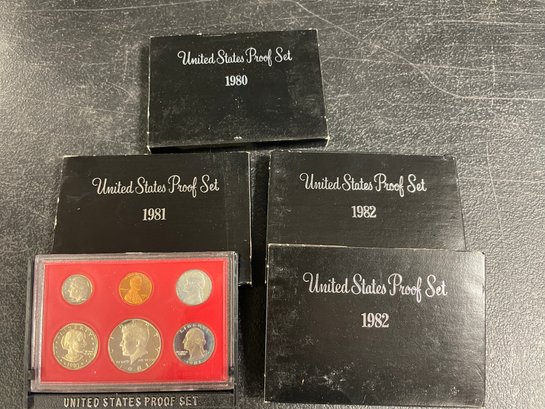 United States Proof Set
1980
United States Proof Set
1981
United States Proof Set
1982
United States Proof Set
1982
LIBERTY
1981
UNITED STATES PROOF SET